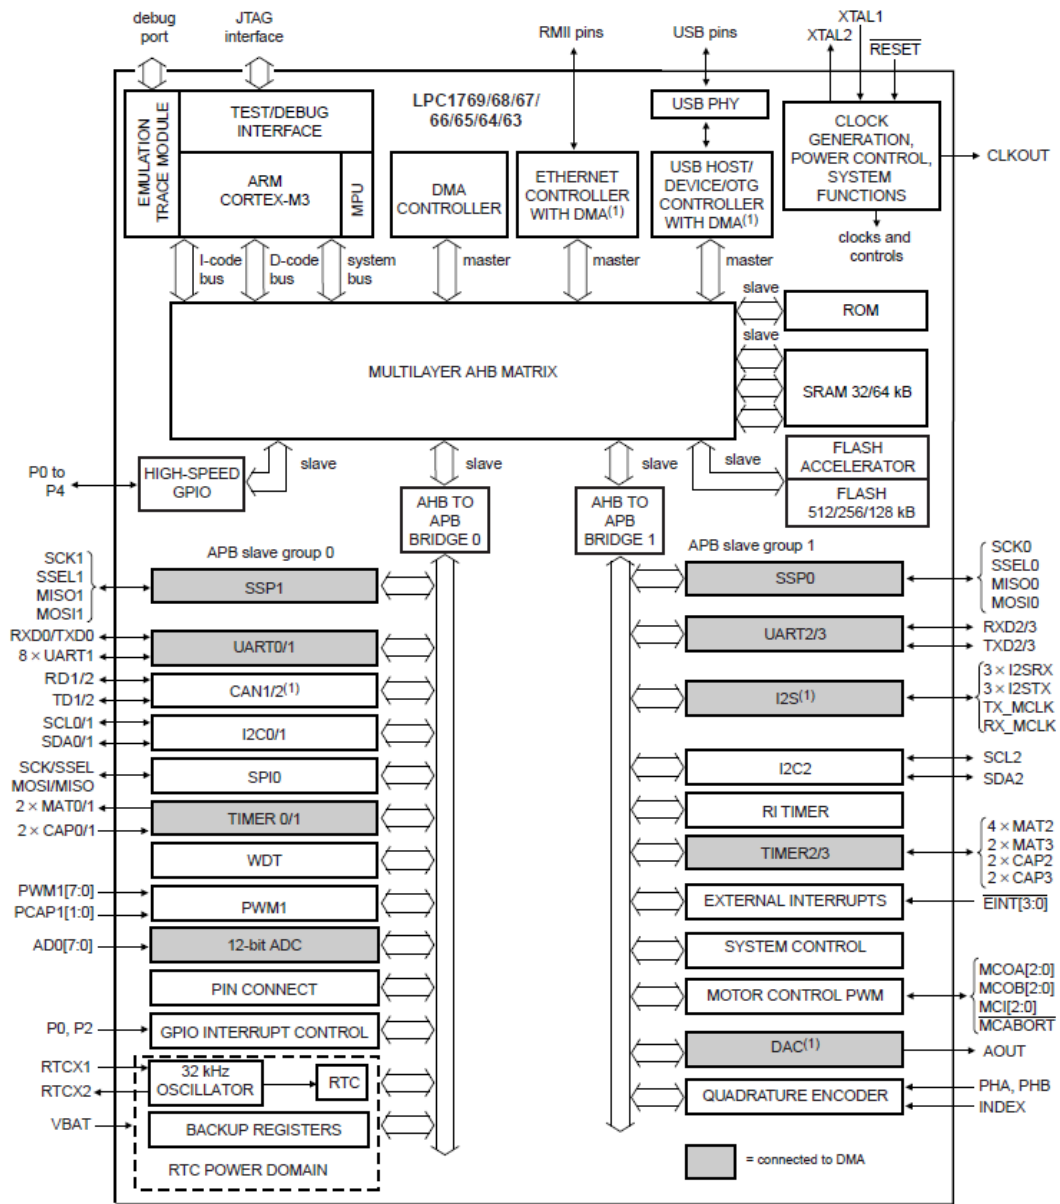 debug
port
JTAG
interface
RMII pins
USB pins
XTAL1
XTAL2
RESET
LPC1769/68/67/
66/65/64/63
EMULATION
TRACE MODULE
TEST/DEBUG
INTERFACE
ARM
CORTEX-M3
MPU
DMA
CONTROLLER
ETHERNET
CONTROLLER
WITH DMA(1)
USB PHY
USB HOST/
DEVICE/OTG
CONTROLLER
WITH DMA(1)
CLOCK
GENERATION,
POWER CONTROL,
SYSTEM
FUNCTIONS
CLKOUT
clocks and
controls
I-code
bus
D-code
bus
system
bus
master
master
master
slave
ROM
slave
SRAM 32/64 kB
MULTILAYER AHB MATRIX
P0 to
P4
HIGH-SPEED
GPIO
slave
slave
slave
slave
FLASH
ACCELERATOR
FLASH
512/256/128 kB
AHB TO
APB
BRIDGE 0
AHB TO
APB
BRIDGE 1
APB slave group 0
SCK1
SSEL1
MISO1
MOSI1
SSP1
RXD0/TXD0
8 × UART1
UART0/1
RD1/2
TD1/2
CAN1/2(1)
SCL0/1
SDA0/1
I2C0/1
SCK/SSEL
MOSI/MISO
SPI0
2 × MAT0/1
2 × CAP0/1
TIMER 0/1
WDT
PWM1[7:0]
PCAP1[1:0]
PWM1
AD0[7:0]
12-bit ADC
PIN CONNECT
P0, P2
GPIO INTERRUPT CONTROL
RTCX1
RTCX2
32 kHz
OSCILLATOR
RTC
VBAT
BACKUP REGISTERS
RTC POWER DOMAIN
APB slave group 1
SSP0
SCK0
SSEL0
MISO0
MOSI0
UART2/3
RXD2/3
TXD2/3
I2S(1)
3 × I2SRX
3 × I2STX
TX_MCLK
RX_MCLK
I2C2
SCL2
SDA2
RI TIMER
TIMER2/3
4 × MAT2
2 × MAT3
2 × CAP2
2 × CAP3
EXTERNAL INTERRUPTS
EINT[3:0]
SYSTEM CONTROL
MOTOR CONTROL PWM
MCOA[2:0]
MCOB[2:0]
MCI[2:0]
MCABORT
DAC(1)
AOUT
QUADRATURE ENCODER
PHA, PHB
INDEX
= connected to DMA